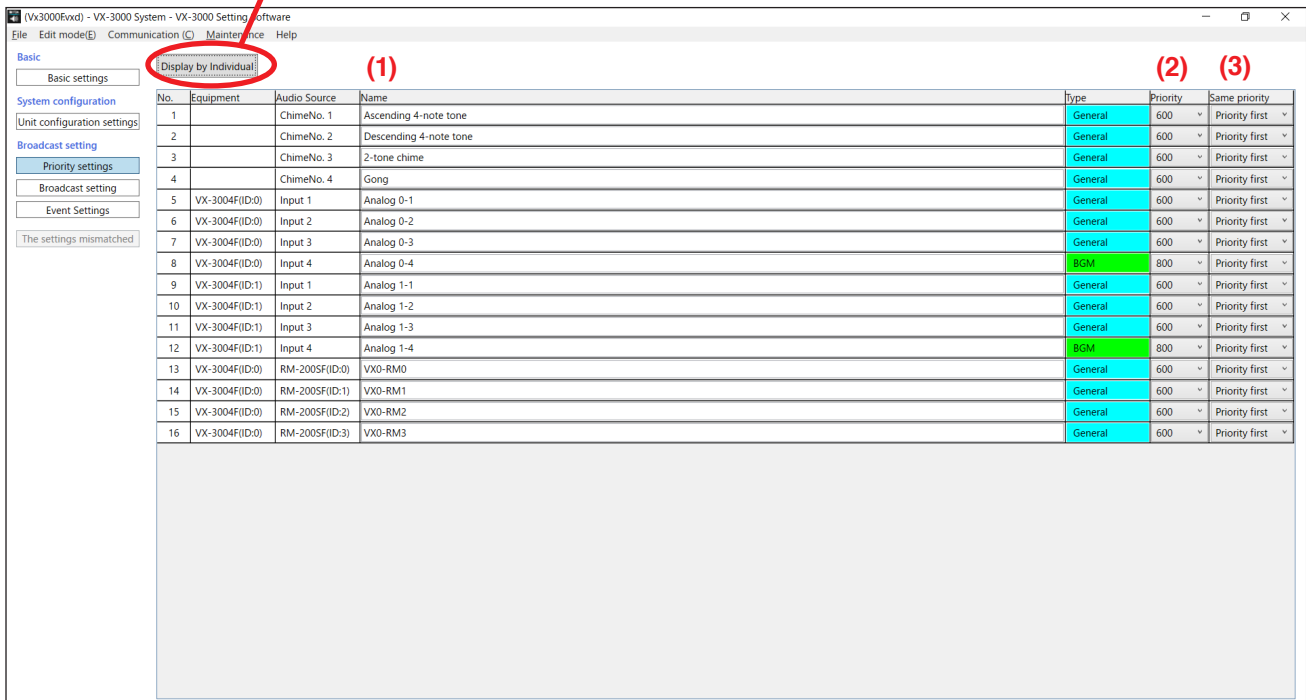 (Vx3000Fvxd) - VX-3000 System - VX-3000 Setting Software
File Edit mode(E) Communication (C) Maintenance Help
Basic
Basic settings
System configuration
Unit configuration settings
Broadcast setting
Priority settings
Broadcast setting
Event Settings
The settings mismatched
Display by Individual
(1) (2) (3)
No. Equipment Audio Source Name Type Priority Same priority
1 ChimeNo. 1 Ascending 4-note tone General 600 Priority first
2 ChimeNo. 2 Descending 4-note tone General 600 Priority first
3 ChimeNo. 3 2-tone chime General 600 Priority first
4 ChimeNo. 4 Gong General 600 Priority first
5 VX-3004F(ID:0) Input 1 Analog 0-1 General 600 Priority first
6 VX-3004F(ID:0) Input 2 Analog 0-2 General 600 Priority first
7 VX-3004F(ID:0) Input 3 Analog 0-3 General 600 Priority first
8 VX-3004F(ID:0) Input 4 Analog 0-4 BGM 800 Priority first
9 VX-3004F(ID:1) Input 1 Analog 1-1 General 600 Priority first
10 VX-3004F(ID:1) Input 2 Analog 1-2 General 600 Priority first
11 VX-3004F(ID:1) Input 3 Analog 1-3 General 600 Priority first
12 VX-3004F(ID:1) Input 4 Analog 1-4 BGM 800 Priority first
13 VX-3004F(ID:0) RM-200SF(ID:0) VX0-RM0 General 600 Priority first
14 VX-3004F(ID:0) RM-200SF(ID:1) VX0-RM1 General 600 Priority first
15 VX-3004F(ID:0) RM-200SF(ID:2) VX0-RM2 General 600 Priority first
16 VX-3004F(ID:0) RM-200SF(ID:3) VX0-RM3 General 600 Priority first